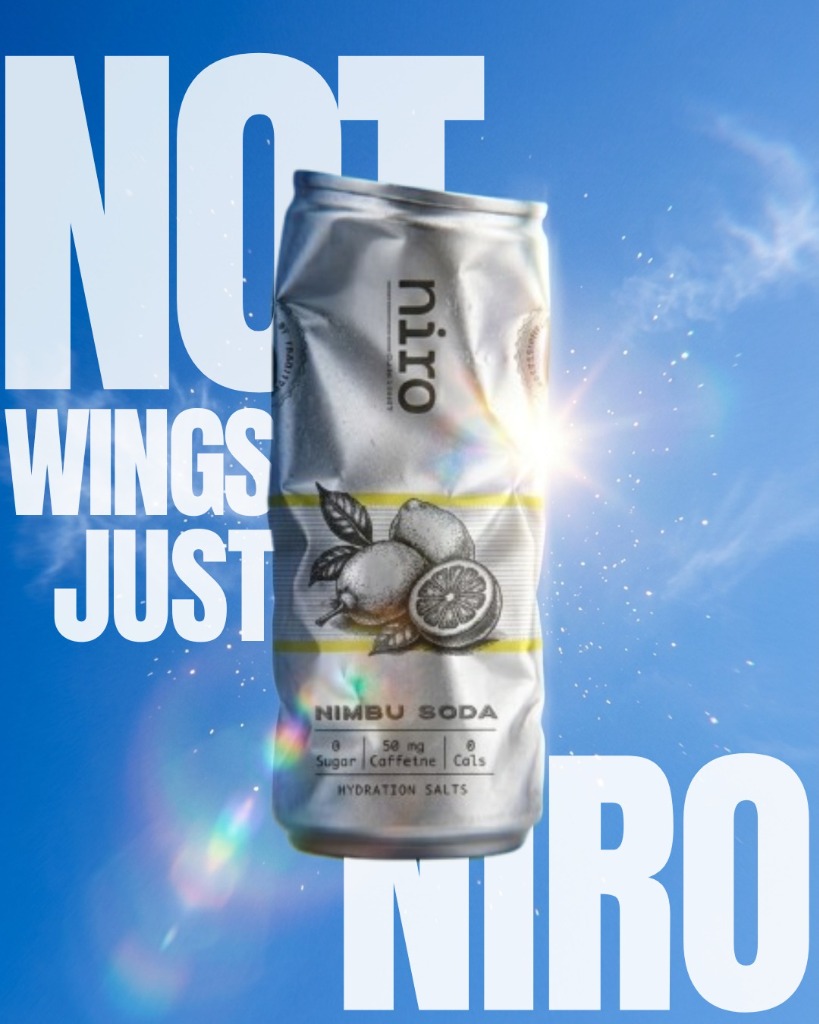 NOT
WINGS
JUST
NIRO
niro
NIMBU SODA
0 50 mg 0
Sugar Caffeine Cals
HYDRATION SALTS